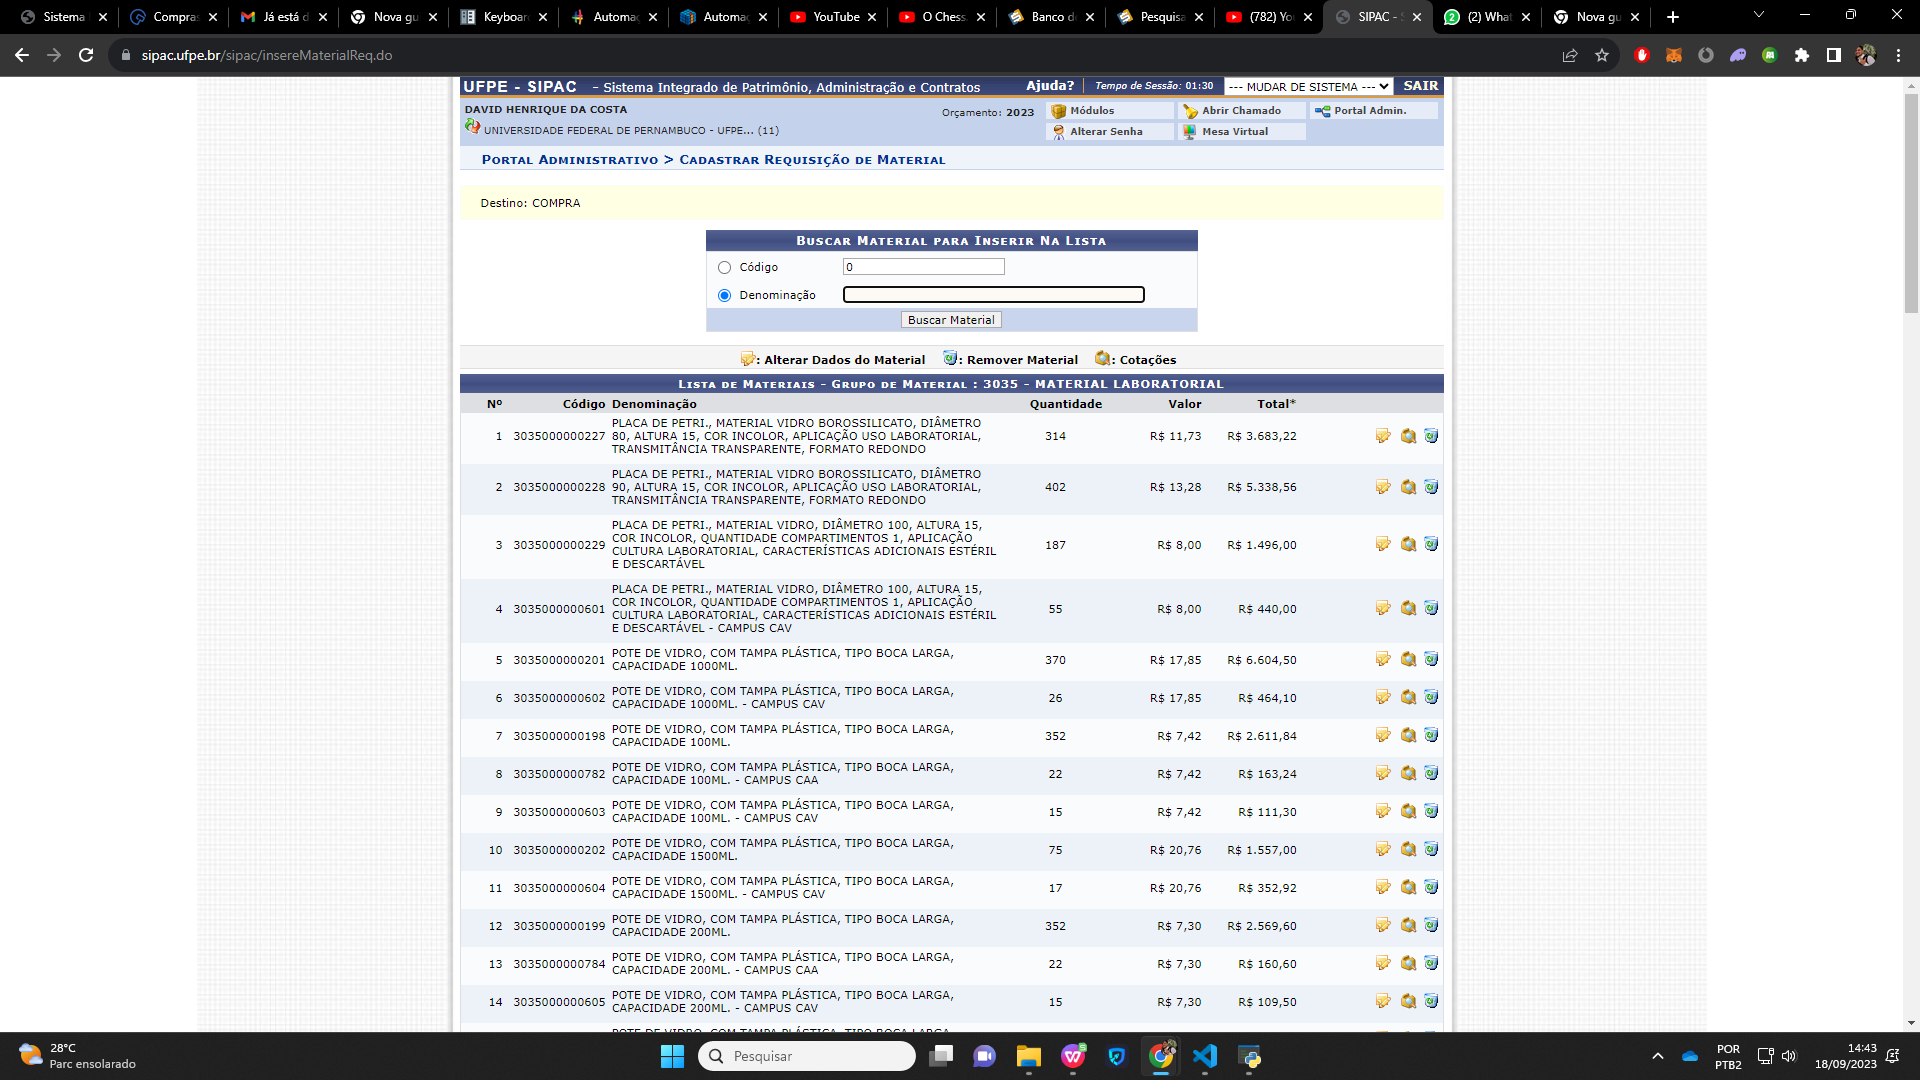 Sistema
Compras
Já está d
Nova gu
Keyboar
Automa
Automa
YouTube
O Chess
Banco d
Pesquisa
(782) Yo
SIPAC - S
(2) What
Nova gu
sipac.ufpe.br/sipac/insereMaterialReq.do
UFPE - SIPAC - Sistema Integrado de Patrimônio, Administração e Contratos
Ajuda?
Tempo de Sessão: 01:30
--- MUDAR DE SISTEMA ---
SAIR
DAVID HENRIQUE DA COSTA
Orçamento: 2023
Módulos
Abrir Chamado
Portal Admin.
UNIVERSIDADE FEDERAL DE PERNAMBUCO - UFPE... (11)
Alterar Senha
Mesa Virtual
Portal Administrativo > Cadastrar Requisição de Material
Destino: COMPRA
Buscar Material para Inserir Na Lista
Código 0
Denominação
Buscar Material
: Alterar Dados do Material : Remover Material : Cotações
Lista de Materiais - Grupo de Material : 3035 - MATERIAL LABORATORIAL
Nº Código Denominação Quantidade Valor Total*
PLACA DE PETRI., MATERIAL VIDRO BOROSSILICATO, DIÂMETRO
1 3035000000227 80, ALTURA 15, COR INCOLOR, APLICAÇÃO USO LABORATORIAL, 314 R$ 11,73 R$ 3.683,22
TRANSMITÂNCIA TRANSPARENTE, FORMATO REDONDO
PLACA DE PETRI., MATERIAL VIDRO BOROSSILICATO, DIÂMETRO
2 3035000000228 90, ALTURA 15, COR INCOLOR, APLICAÇÃO USO LABORATORIAL, 402 R$ 13,28 R$ 5.338,56
TRANSMITÂNCIA TRANSPARENTE, FORMATO REDONDO
PLACA DE PETRI., MATERIAL VIDRO, DIÂMETRO 100, ALTURA 15,
COR INCOLOR, QUANTIDADE COMPARTIMENTOS 1, APLICAÇÃO
3 3035000000229 CULTURA LABORATORIAL, CARACTERÍSTICAS ADICIONAIS ESTÉRIL 187 R$ 8,00 R$ 1.496,00
E DESCARTÁVEL
PLACA DE PETRI., MATERIAL VIDRO, DIÂMETRO 100, ALTURA 15,
COR INCOLOR, QUANTIDADE COMPARTIMENTOS 1, APLICAÇÃO
4 3035000000601 CULTURA LABORATORIAL, CARACTERÍSTICAS ADICIONAIS ESTÉRIL 55 R$ 8,00 R$ 440,00
E DESCARTÁVEL - CAMPUS CAV
5 3035000000201 POTE DE VIDRO, COM TAMPA PLÁSTICA, TIPO BOCA LARGA, 370 R$ 17,85 R$ 6.604,50
CAPACIDADE 1000ML.
6 3035000000602 POTE DE VIDRO, COM TAMPA PLÁSTICA, TIPO BOCA LARGA, 26 R$ 17,85 R$ 464,10
CAPACIDADE 1000ML. - CAMPUS CAV
7 3035000000198 POTE DE VIDRO, COM TAMPA PLÁSTICA, TIPO BOCA LARGA, 352 R$ 7,42 R$ 2.611,84
CAPACIDADE 100ML.
8 3035000000782 POTE DE VIDRO, COM TAMPA PLÁSTICA, TIPO BOCA LARGA, 22 R$ 7,42 R$ 163,24
CAPACIDADE 100ML. - CAMPUS CAA
9 3035000000603 POTE DE VIDRO, COM TAMPA PLÁSTICA, TIPO BOCA LARGA, 15 R$ 7,42 R$ 111,30
CAPACIDADE 100ML. - CAMPUS CAV
10 3035000000202 POTE DE VIDRO, COM TAMPA PLÁSTICA, TIPO BOCA LARGA, 75 R$ 20,76 R$ 1.557,00
CAPACIDADE 1500ML.
11 3035000000604 POTE DE VIDRO, COM TAMPA PLÁSTICA, TIPO BOCA LARGA, 17 R$ 20,76 R$ 352,92
CAPACIDADE 1500ML. - CAMPUS CAV
12 3035000000199 POTE DE VIDRO, COM TAMPA PLÁSTICA, TIPO BOCA LARGA, 352 R$ 7,30 R$ 2.569,60
CAPACIDADE 200ML.
13 3035000000784 POTE DE VIDRO, COM TAMPA PLÁSTICA, TIPO BOCA LARGA, 22 R$ 7,30 R$ 160,60
CAPACIDADE 200ML. - CAMPUS CAA
14 3035000000605 POTE DE VIDRO, COM TAMPA PLÁSTICA, TIPO BOCA LARGA, 15 R$ 7,30 R$ 109,50
CAPACIDADE 200ML. - CAMPUS CAV
28°C
Parc ensolarado
Pesquisar
POR
PTB2
14:43
18/09/2023